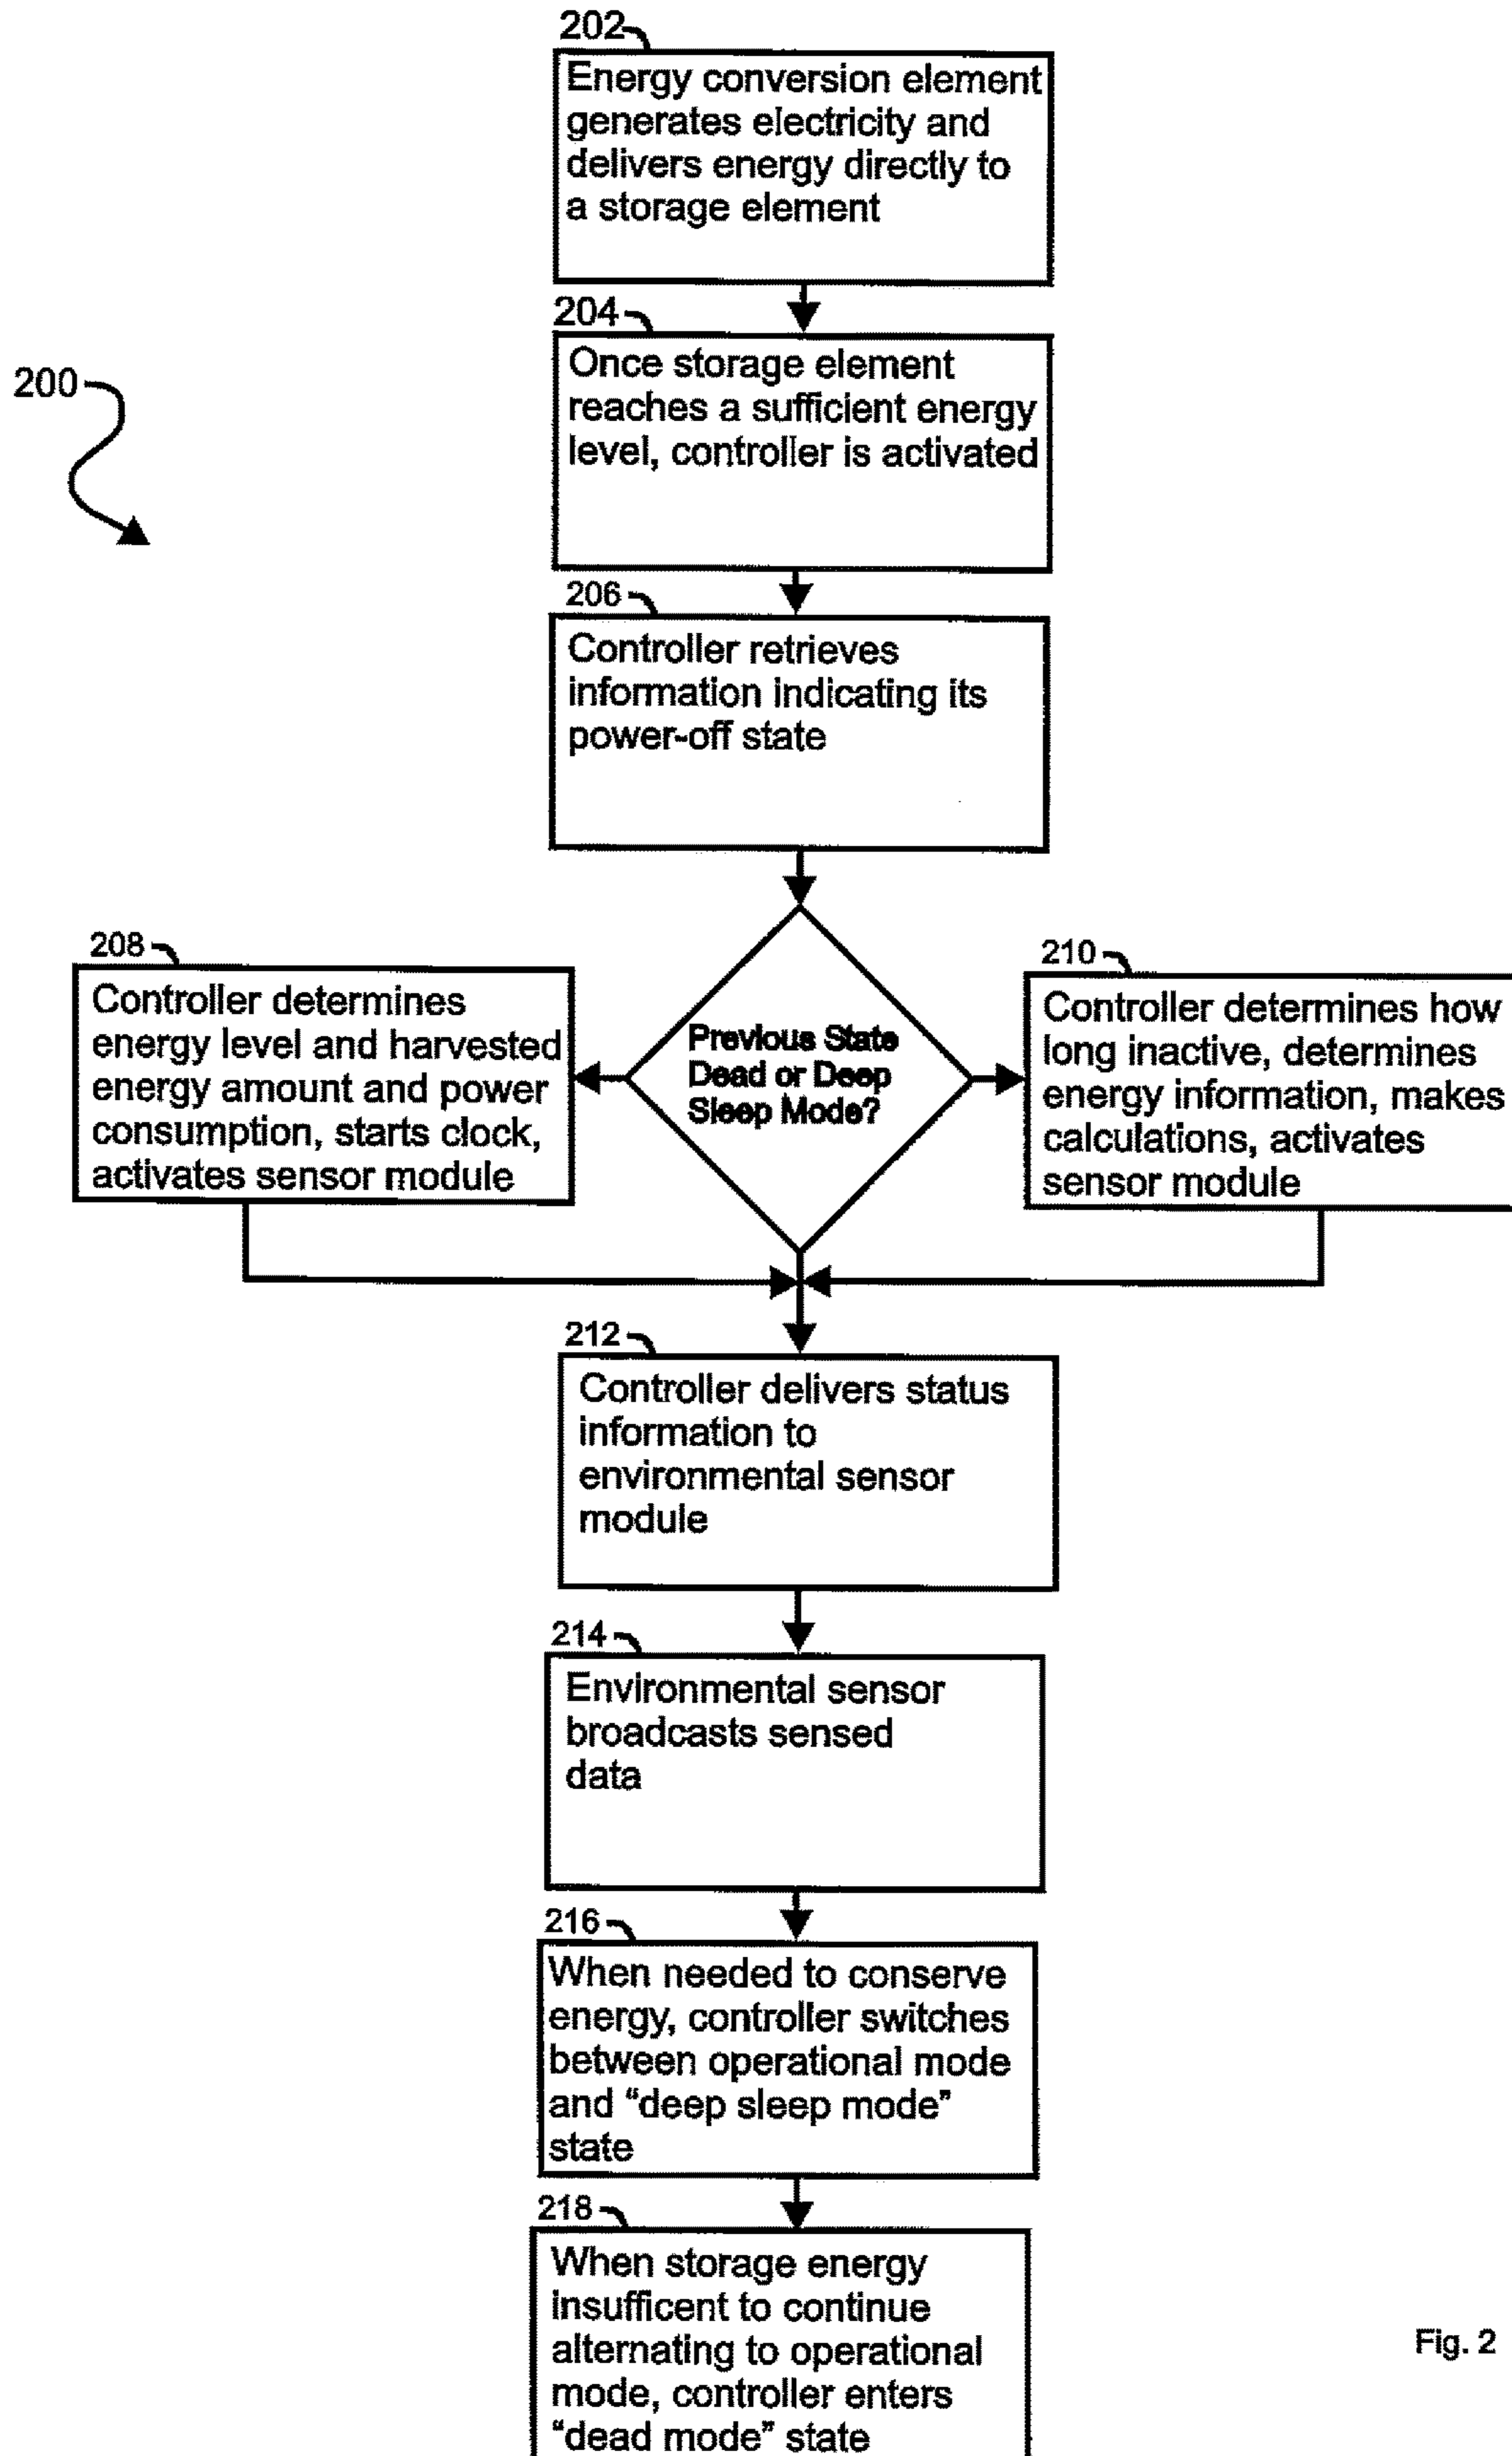 202
Energy conversion element
generates electricity and
delivers energy directly to
a storage element
204
Once storage element
reaches a sufficient energy
level, controller is activated
200
206
Controller retrieves
information indicating its
power-off state
208
Controller determines
energy level and harvested
energy amount and power
consumption, starts clock,
activates sensor module
Previous State
Dead or Deep
Sleep Mode?
210
Controller determines how
long inactive, determines
energy information, makes
calculations, activates
sensor module
212
Controller delivers status
information to
environmental sensor
module
214
Environmental sensor
broadcasts sensed
data
216
When needed to conserve
energy, controller switches
between operational mode
and “deep sleep mode”
state
218
When storage energy
insufficent to continue
alternating to operational
mode, controller enters
“dead mode” state
Fig. 2